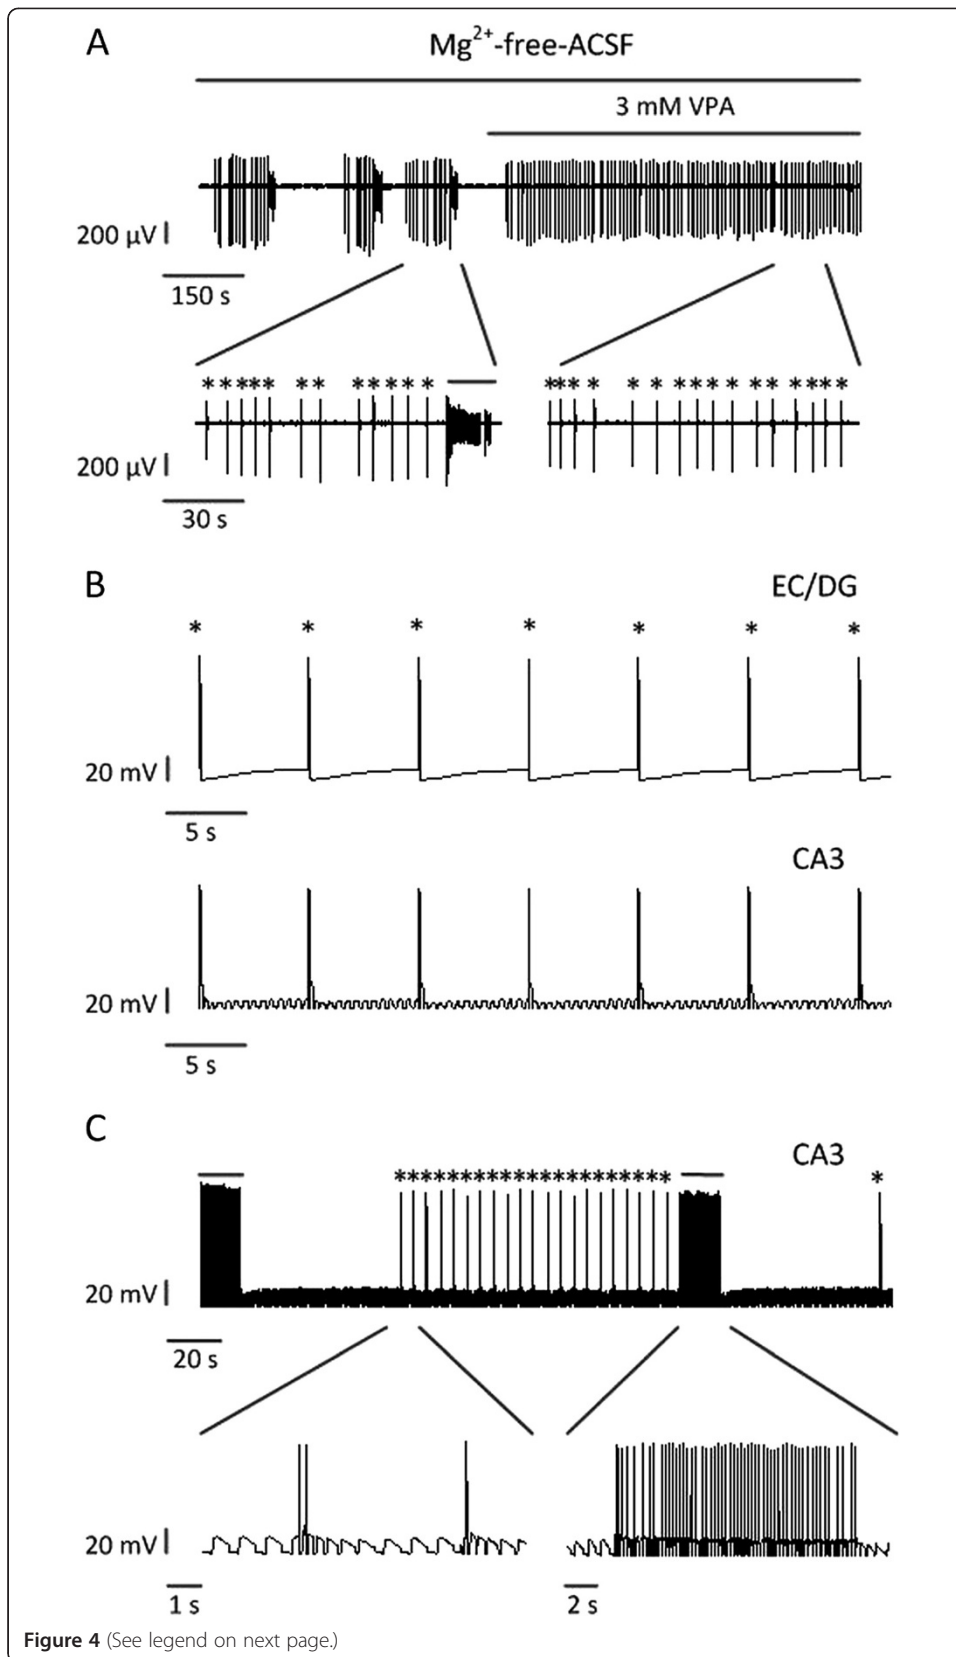 A
Mg²⁺-free-ACSF
3 mM VPA
200 µV
150 s
* * * * * * * * * * * * * * * * * * * * * * * * * * * *
200 µV
30 s
B
EC/DG
* * * * * * *
20 mV
5 s
CA3
20 mV
5 s
C
CA3
* * * * * * * * * * * * * * * * * * * * * *
20 mV
20 s
20 mV
1 s
2 s
Figure 4 (See legend on next page.)